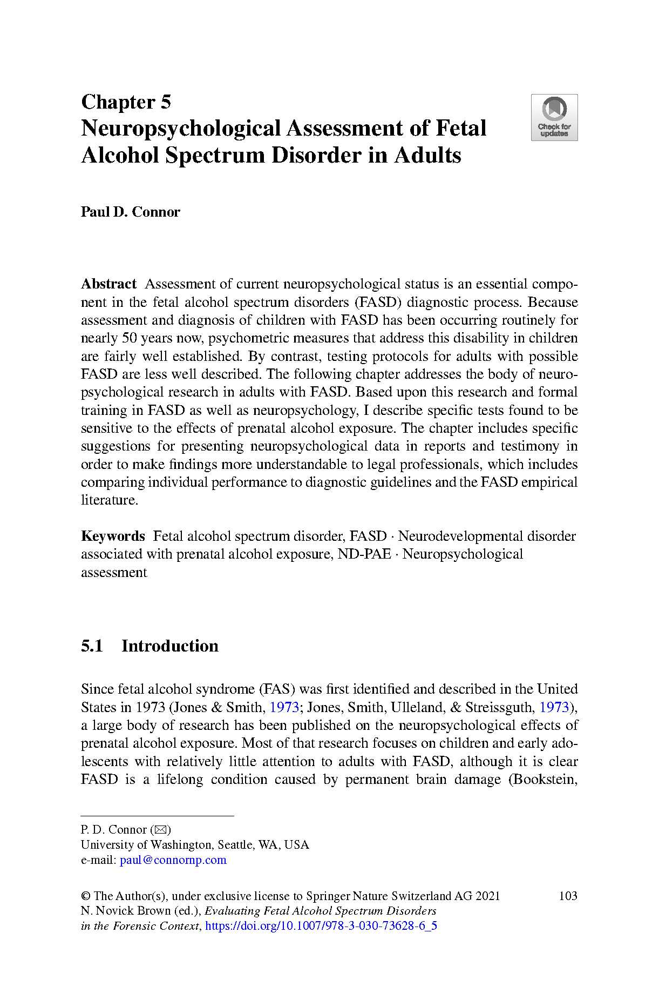 Chapter 5
Neuropsychological Assessment of Fetal
Alcohol Spectrum Disorder in Adults
Check for
updates
Paul D. Connor
Abstract Assessment of current neuropsychological status is an essential compo-
nent in the fetal alcohol spectrum disorders (FASD) diagnostic process. Because
assessment and diagnosis of children with FASD has been occurring routinely for
nearly 50 years now, psychometric measures that address this disability in children
are fairly well established. By contrast, testing protocols for adults with possible
FASD are less well described. The following chapter addresses the body of neuro-
psychological research in adults with FASD. Based upon this research and formal
training in FASD as well as neuropsychology, I describe specific tests found to be
sensitive to the effects of prenatal alcohol exposure. The chapter includes specific
suggestions for presenting neuropsychological data in reports and testimony in
order to make findings more understandable to legal professionals, which includes
comparing individual performance to diagnostic guidelines and the FASD empirical
literature.
Keywords Fetal alcohol spectrum disorder, FASD · Neurodevelopmental disorder
associated with prenatal alcohol exposure, ND-PAE · Neuropsychological
assessment
5.1 Introduction
Since fetal alcohol syndrome (FAS) was first identified and described in the United
States in 1973 (Jones & Smith, 1973; Jones, Smith, Ulleland, & Streissguth, 1973),
a large body of research has been published on the neuropsychological effects of
prenatal alcohol exposure. Most of that research focuses on children and early ado-
lescents with relatively little attention to adults with FASD, although it is clear
FASD is a lifelong condition caused by permanent brain damage (Bookstein,
P. D. Connor (✉)
University of Washington, Seattle, WA, USA
e-mail: paul@connornp.com
© The Author(s), under exclusive license to Springer Nature Switzerland AG 2021 103
N. Novick Brown (ed.), Evaluating Fetal Alcohol Spectrum Disorders
in the Forensic Context, https://doi.org/10.1007/978-3-030-73628-6_5